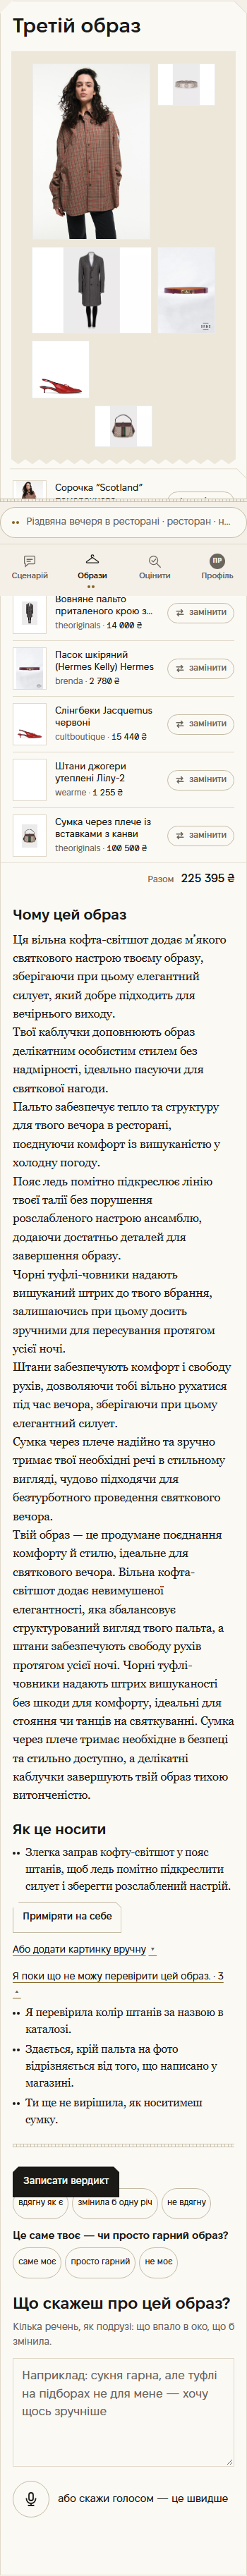 Третій образ
Сорочка “Scotland”
Різдвяна вечеря в ресторані · ресторан · н...
Сценарій
Образи
Оцінити
ПР
Профіль
Вовняне пальто
приталеного крою з...
theoriginals · 14 000 ₴
замінити
Пасок шкіряний
(Hermes Kelly) Hermes
brenda · 2 780 ₴
замінити
Слінгбеки Jacquemus
червоні
cultboutique · 15 440 ₴
замінити
Штани джогери
утеплені Лілу-2
wearme · 1 255 ₴
замінити
Сумка через плече із
вставками з канви
theoriginals · 100 500 ₴
замінити
Разом 225 395 ₴
Чому цей образ
Ця вільна кофта-світшот додає м’якого
святкового настрою твоєму образу,
зберігаючи при цьому елегантний
силует, який добре підходить для
вечірнього виходу.
Твої каблучки доповнюють образ
делікатним особистим стилем без
надмірності, ідеально пасуючи для
святкової нагоди.
Пальто забезпечує тепло та структуру
для твого вечора в ресторані,
поєднуючи комфорт із вишуканістю у
холодну погоду.
Пояс ледь помітно підкреслює лінію
твоєї талії без порушення
розслабленого настрою ансамблю,
додаючи достатньо деталей для
завершення образу.
Чорні туфлі-човники надають
вишуканий штрих до твого вбрання,
залишаючись при цьому досить
зручними для пересування протягом
усієї ночі.
Штани забезпечують комфорт і свободу
рухів, дозволяючи тобі вільно рухатися
під час вечора, зберігаючи при цьому
елегантний силует.
Сумка через плече надійно та зручно
тримає твої необхідні речі в стильному
вигляді, чудово підходячи для
безтурботного проведення святкового
вечора.
Твій образ — це продумане поєднання
комфорту й стилю, ідеальне для
святкового вечора. Вільна кофта-
світшот додає невимушеної
елегантності, яка збалансовує
структурований вигляд твого пальта, а
штани забезпечують свободу рухів
протягом усієї ночі. Чорні туфлі-
човники надають штрих вишуканості
без шкоди для комфорту, ідеальні для
стояння чи танців на святкуванні. Сумка
через плече тримає необхідне в безпеці
та стильно доступно, а делікатні
каблучки завершують твій образ тихою
витонченістю.
Як це носити
Злегка заправ кофту-світшот у пояс
штанів, щоб ледь помітно підкреслити
силует і зберегти розслаблений настрій.
Приміряти на себе
Або додати картинку вручну
Я поки що не можу перевірити цей образ. · 3
Я перевірила колір штанів за назвою в
каталозі.
Здається, крій пальта на фото
відрізняється від того, що написано у
магазині.
Ти ще не вирішила, як носитимеш
сумку.
Записати вердикт
вдягну як є
змінила б одну річ
не вдягну
Це саме твоє — чи просто гарний образ?
саме моє
просто гарний
не моє
Що скажеш про цей образ?
Кілька речень, як подрузі: що впало в око, що б
змінила.
Наприклад: сукня гарна, але туфлі
на підборах не для мене — хочу
щось зручніше
або скажи голосом — це швидше